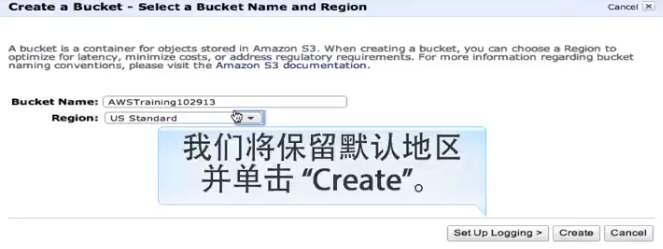 Create a Bucket - Select a Bucket Name and Region
Cancel
A bucket is a container for objects stored in Amazon S3. When creating a bucket, you can choose a Region to
optimize for latency, minimize costs, or address regulatory requirements. For more information regarding bucket
naming conventions, please visit the Amazon S3 documentation.
Bucket Name: AWSTraining102913
Region: US Standard
我们将保留默认地区
并单击 “Create”。
Set Up Logging > Create Cancel